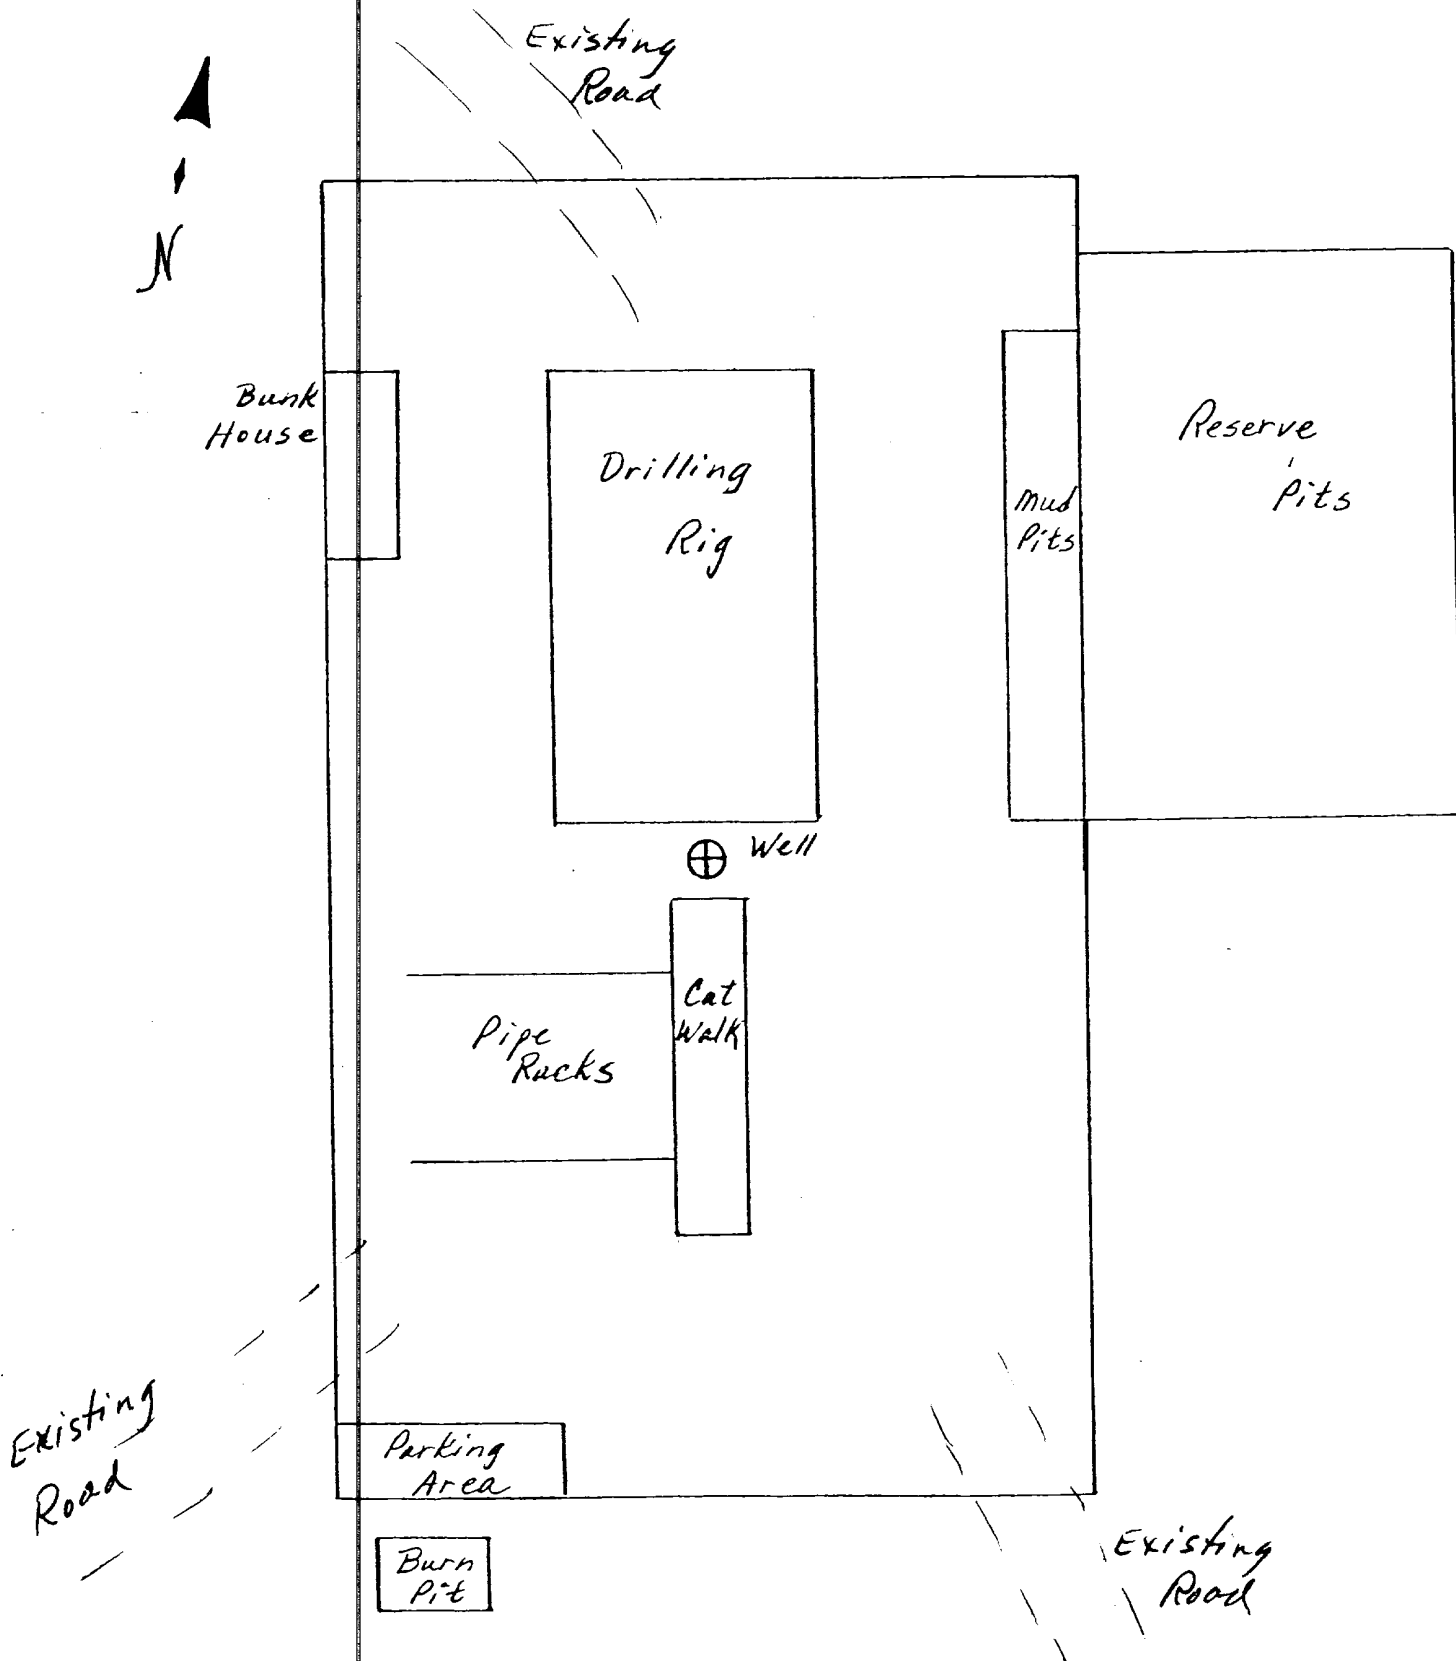 Existing
Road
N
Bunk
House
Drilling
Rig
Mud
Pits
Reserve
Pits
Well
Cat
Walk
Pipe
Racks
Existing
Road
Parking
Area
Burn
Pit
Existing
Road